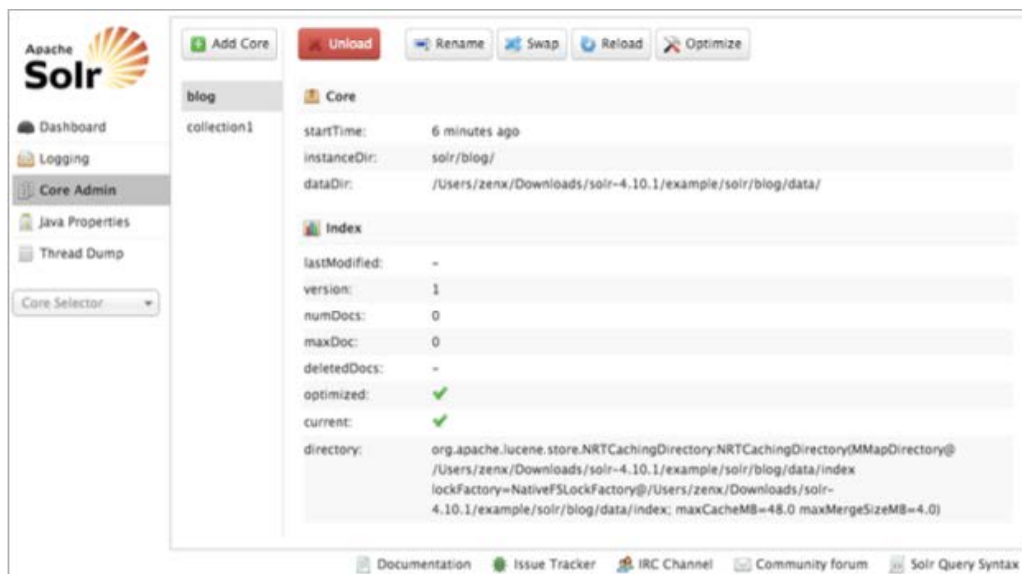 Apache
Solr
Dashboard
Logging
Core Admin
Java Properties
Thread Dump
Core Selector
Add Core
blog
collection1
Unload
Rename
Swap
Reload
Optimize
Core
startTime: 6 minutes ago
instanceDir: solr/blog/
dataDir: /Users/zenx/Downloads/solr-4.10.1/example/solr/blog/data/
Index
lastModified: -
version: 1
numDocs: 0
maxDoc: 0
deletedDocs: -
optimized:
current:
directory: org.apache.lucene.store.NRTCachingDirectory:NRTCachingDirectory(MMapDirectory@
/Users/zenx/Downloads/solr-4.10.1/example/solr/blog/data/index
lockFactory=NativeFSLockFactory@/Users/zenx/Downloads/solr-
4.10.1/example/solr/blog/data/index; maxCacheMB=48.0 maxMergeSizeMB=4.0)
Documentation
Issue Tracker
IRC Channel
Community forum
Solr Query Syntax